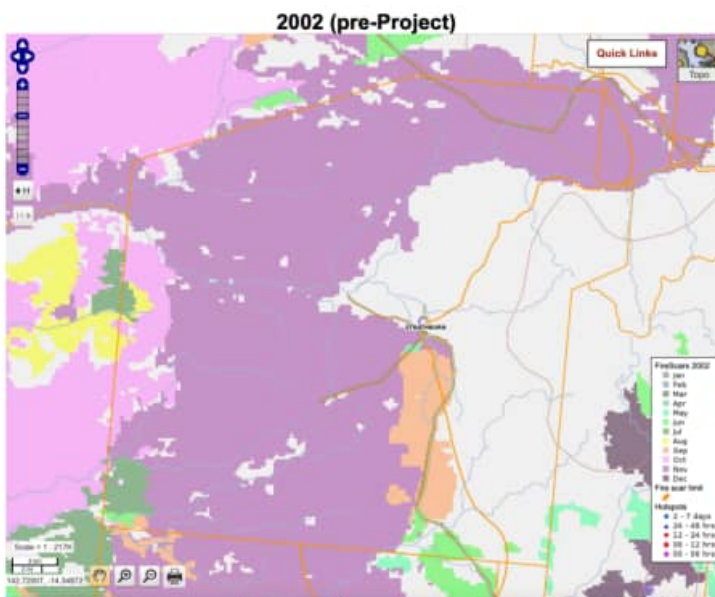 2002 (pre-Project)
Quick Links
Topo
FireScars 2002
Jan
Feb
Mar
Apr
May
Jun
Jul
Aug
Sep
Oct
Nov
Dec
Fire scar limit
Hotspots
2 - 7 days
24 - 48 hrs
12 - 24 hrs
06 - 12 hrs
00 - 06 hrs